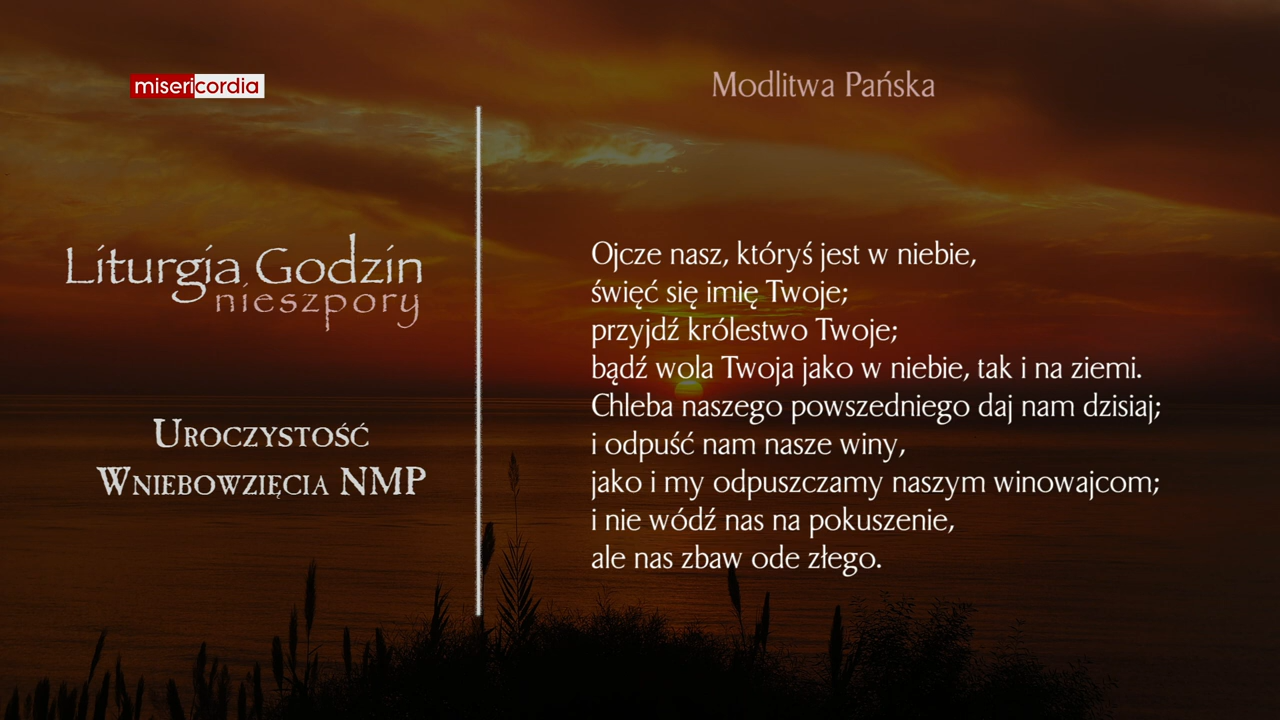 misericordia
Liturgia Godzin
nieszpory
Uroczystość
Wniebowzięcia NMP
Modlitwa Pańska
Ojcze nasz, któryś jest w niebie,
święć się imię Twoje;
przyjdź królestwo Twoje;
bądź wola Twoja jako w niebie, tak i na ziemi.
Chleba naszego powszedniego daj nam dzisiaj;
i odpuść nam nasze winy,
jako i my odpuszczamy naszym winowajcom;
i nie wódź nas na pokuszenie,
ale nas zbaw ode złego.